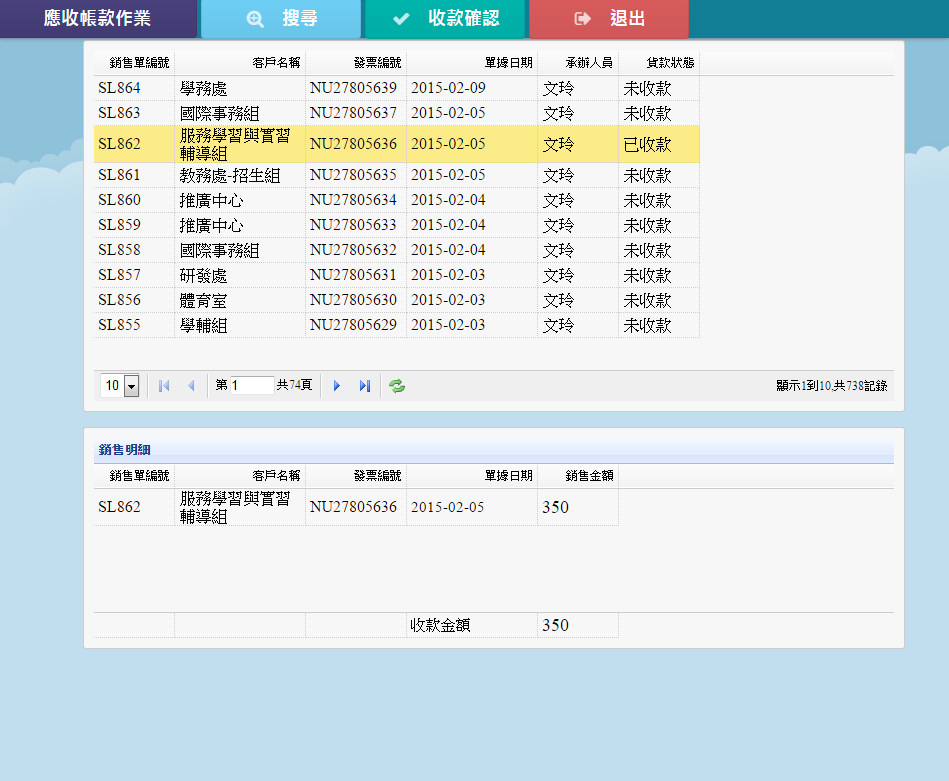 應收帳款作業 搜尋 收款確認 退出
銷售單編號 客戶名稱 發票編號 單據日期 承辦人員 貨款狀態
SL864 學務處 NU27805639 2015-02-09 文玲 未收款
SL863 國際事務組 NU27805637 2015-02-05 文玲 未收款
SL862 服務學習與實習 NU27805636 2015-02-05 文玲 已收款
輔導組
SL861 教務處-招生組 NU27805635 2015-02-05 文玲 未收款
SL860 推廣中心 NU27805634 2015-02-04 文玲 未收款
SL859 推廣中心 NU27805633 2015-02-04 文玲 未收款
SL858 國際事務組 NU27805632 2015-02-04 文玲 未收款
SL857 研發處 NU27805631 2015-02-03 文玲 未收款
SL856 體育室 NU27805630 2015-02-03 文玲 未收款
SL855 學輔組 NU27805629 2015-02-03 文玲 未收款
10 第 1 共74頁 顯示1到10,共738記錄
銷售明細
銷售單編號 客戶名稱 發票編號 單據日期 銷售金額
SL862 服務學習與實習 NU27805636 2015-02-05 350
輔導組
收款金額 350